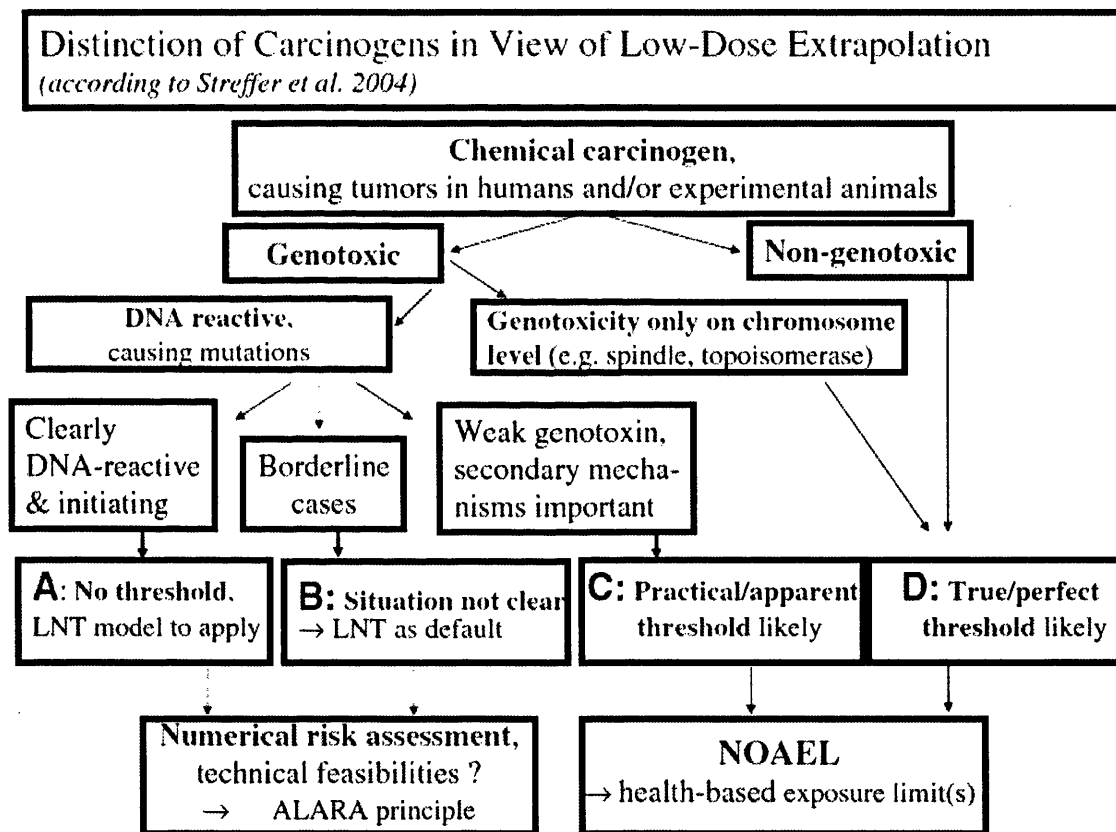 Distinction of Carcinogens in View of Low-Dose Extrapolation
(according to Streffer et al. 2004)
Chemical carcinogen,
causing tumors in humans and/or experimental animals
Genotoxic
Non-genotoxic
DNA reactive,
causing mutations
Genotoxicity only on chromosome
level (e.g. spindle, topoisomerase)
Clearly
DNA-reactive
& initiating
Borderline
cases
Weak genotoxin,
secondary mecha-
nisms important
A: No threshold,
LNT model to apply
B: Situation not clear
→ LNT as default
C: Practical/apparent
threshold likely
D: True/perfect
threshold likely
Numerical risk assessment,
technical feasibilities ?
→ ALARA principle
NOAEL
→ health-based exposure limit(s)